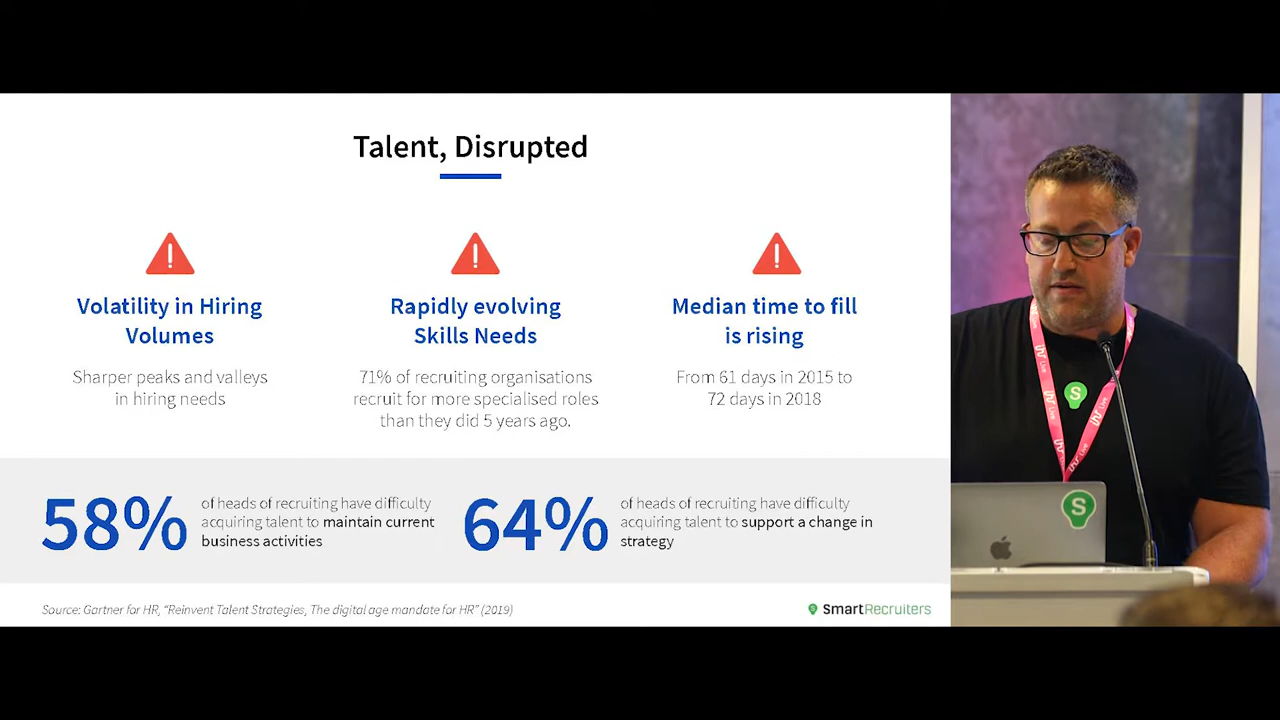 Talent, Disrupted
Volatility in Hiring
Volumes
Sharper peaks and valleys
in hiring needs
Rapidly evolving
Skills Needs
71% of recruiting organisations
recruit for more specialised roles
than they did 5 years ago.
Median time to fill
is rising
From 61 days in 2015 to
72 days in 2018
58%
of heads of recruiting have difficulty
acquiring talent to maintain current
business activities
64%
of heads of recruiting have difficulty
acquiring talent to support a change in
strategy
Source: Gartner for HR, “Reinvent Talent Strategies, The digital age mandate for HR” (2019)
SmartRecruiters
S
S
Live
Live